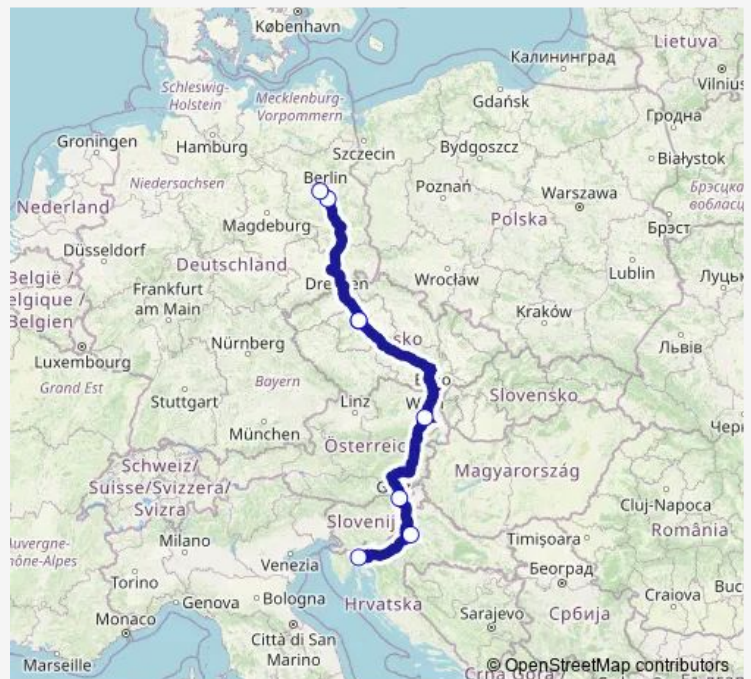 København
Lietuva
Калининград
Vilnius
Schleswig-
Holstein
Mecklenburg-
Vorpommern
Gdańsk
Гродна
Groningen
Hamburg
Szczecin
Bydgoszcz
Białystok
Berlin
Niedersachsen
Poznań
Warszawa
Брэсцкая
вобласць
Nederland
Magdeburg
Polska
Брэст
Düsseldorf
Deutschland
België /
elgique /
Belgien
Frankfurt
am Main
Wrocław
Lublin
Луцьк
Kraków
Nürnberg
Львів
Luxembourg
Grand Est
Bayern
Stuttgart
Linz
Slovensko
München
Österreic
Schweiz/
Suisse/Svizzera/
Svizra
Magyarország
Cluj-Napoca
Slovenij
România
Milano
Timișoara
Venezia
Београд
Torino
Genova
Bologna
Craiova
Buc
Hrvatska
Monaco
Sarajevo
Србија
Città di San
Marino
Marseille
© OpenStreetMap contributors